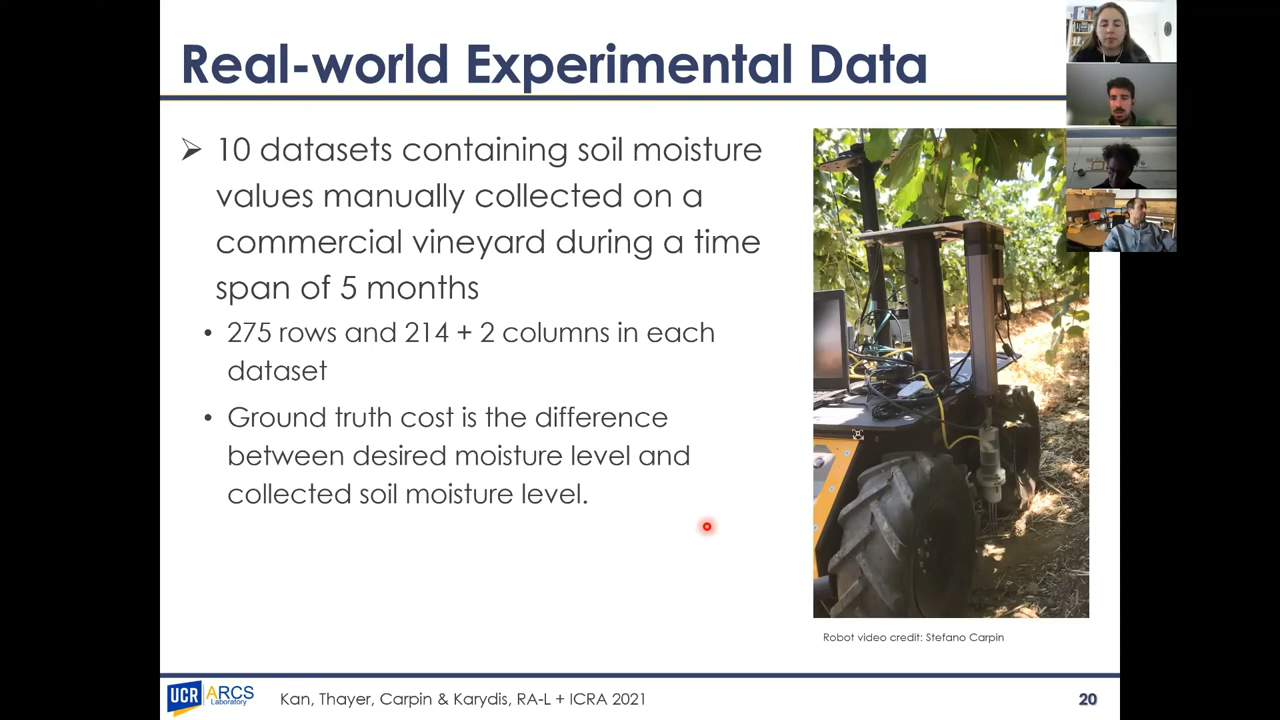 Real-world Experimental Data
➢ 10 datasets containing soil moisture
values manually collected on a
commercial vineyard during a time
span of 5 months
• 275 rows and 214 + 2 columns in each
dataset
• Ground truth cost is the difference
between desired moisture level and
collected soil moisture level.
Robot video credit: Stefano Carpin
UCR ARCS
Laboratory
Kan, Thayer, Carpin & Karydis, RA-L + ICRA 2021
20